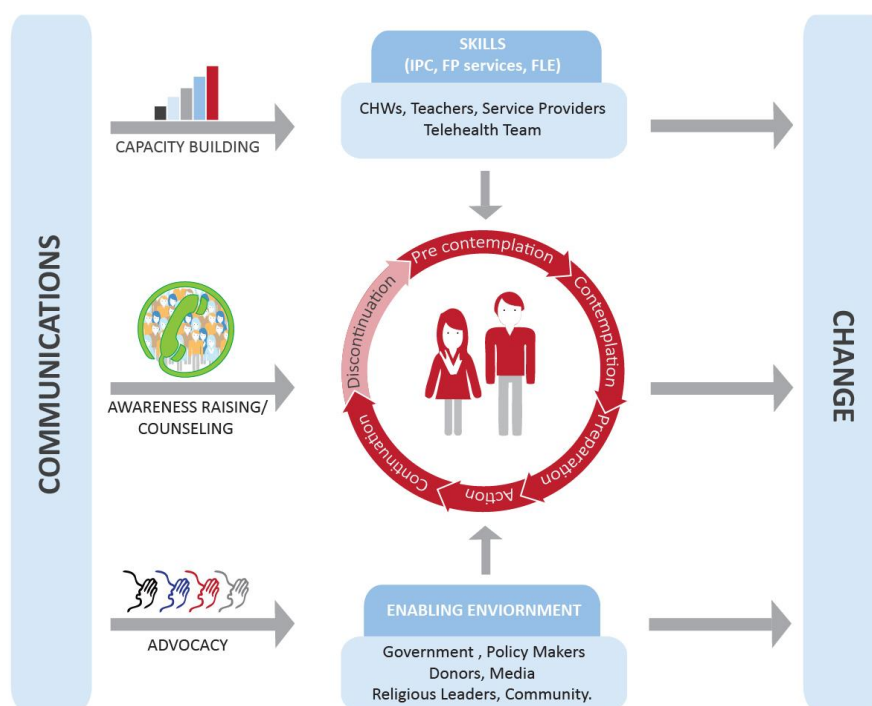 COMMUNICATIONS
CAPACITY BUILDING
SKILLS
(IPC, FP services, FLE)
CHWs, Teachers, Service Providers
Telehealth Team
AWARENESS RAISING/
COUNSELING
Pre contemplation
Contemplation
Preparation
Action
Continuation
Discontinuation
ADVOCACY
ENABLING ENVIORNMENT
Government , Policy Makers
Donors, Media
Religious Leaders, Community.
CHANGE